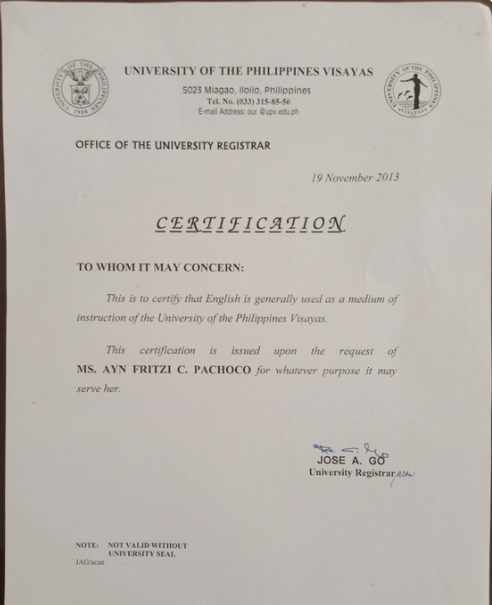 UNIVERSITY OF THE PHILIPPINES VISAYAS
5023 Miagao, Iloilo, Philippines
Tel. No. (033) 315-85-56
E-mail Address: our @upv.edu.ph
OFFICE OF THE UNIVERSITY REGISTRAR
19 November 2013
CERTIFICATION
TO WHOM IT MAY CONCERN:
This is to certify that English is generally used as a medium of
instruction of the University of the Philippines Visayas.
This certification is issued upon the request of
MS. AYN FRITZI C. PACHOCO for whatever purpose it may
serve her.
JOSE A. GO
University Registrar
NOTE: NOT VALID WITHOUT
UNIVERSITY SEAL
JAG/acan